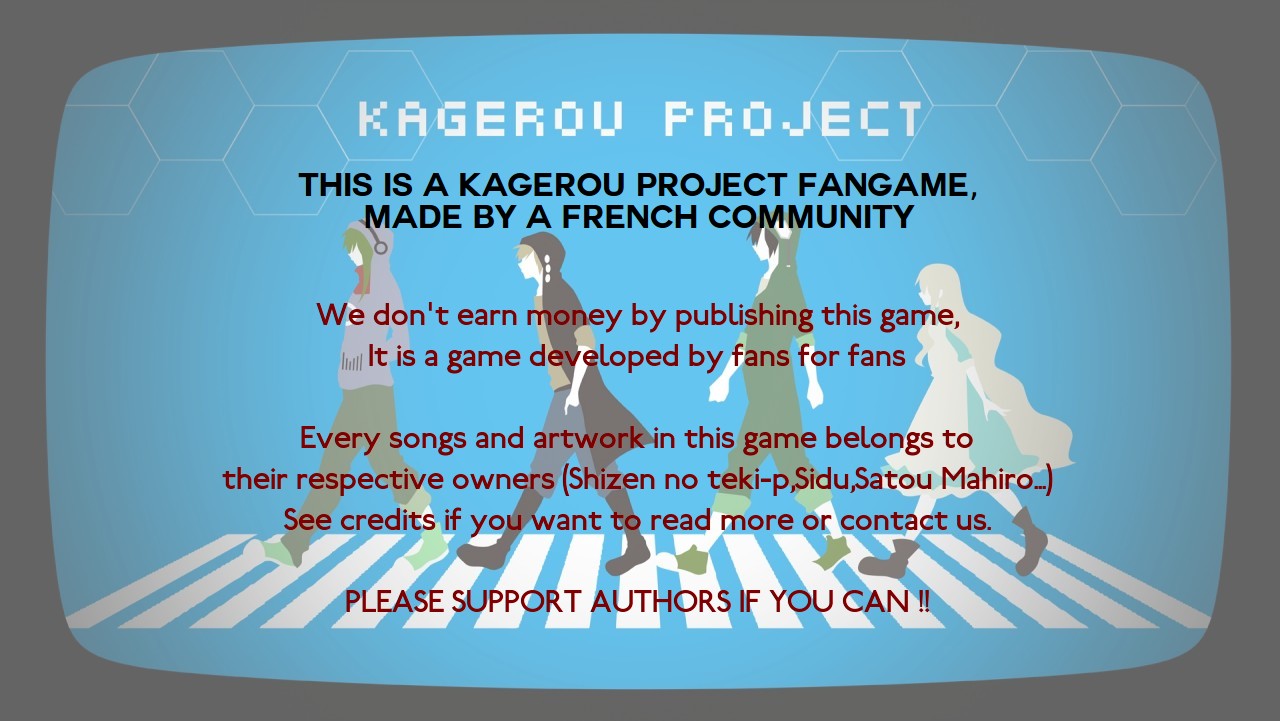 KAGEROU PROJECT
THIS IS A KAGEROU PROJECT FANGAME,
MADE BY A FRENCH COMMUNITY
We don't earn money by publishing this game,
It is a game developed by fans for fans
Every songs and artwork in this game belongs to
their respective owners (Shizen no teki-p,Sidu,Satou Mahiro...)
See credits if you want to read more or contact us.
PLEASE SUPPORT AUTHORS IF YOU CAN !!